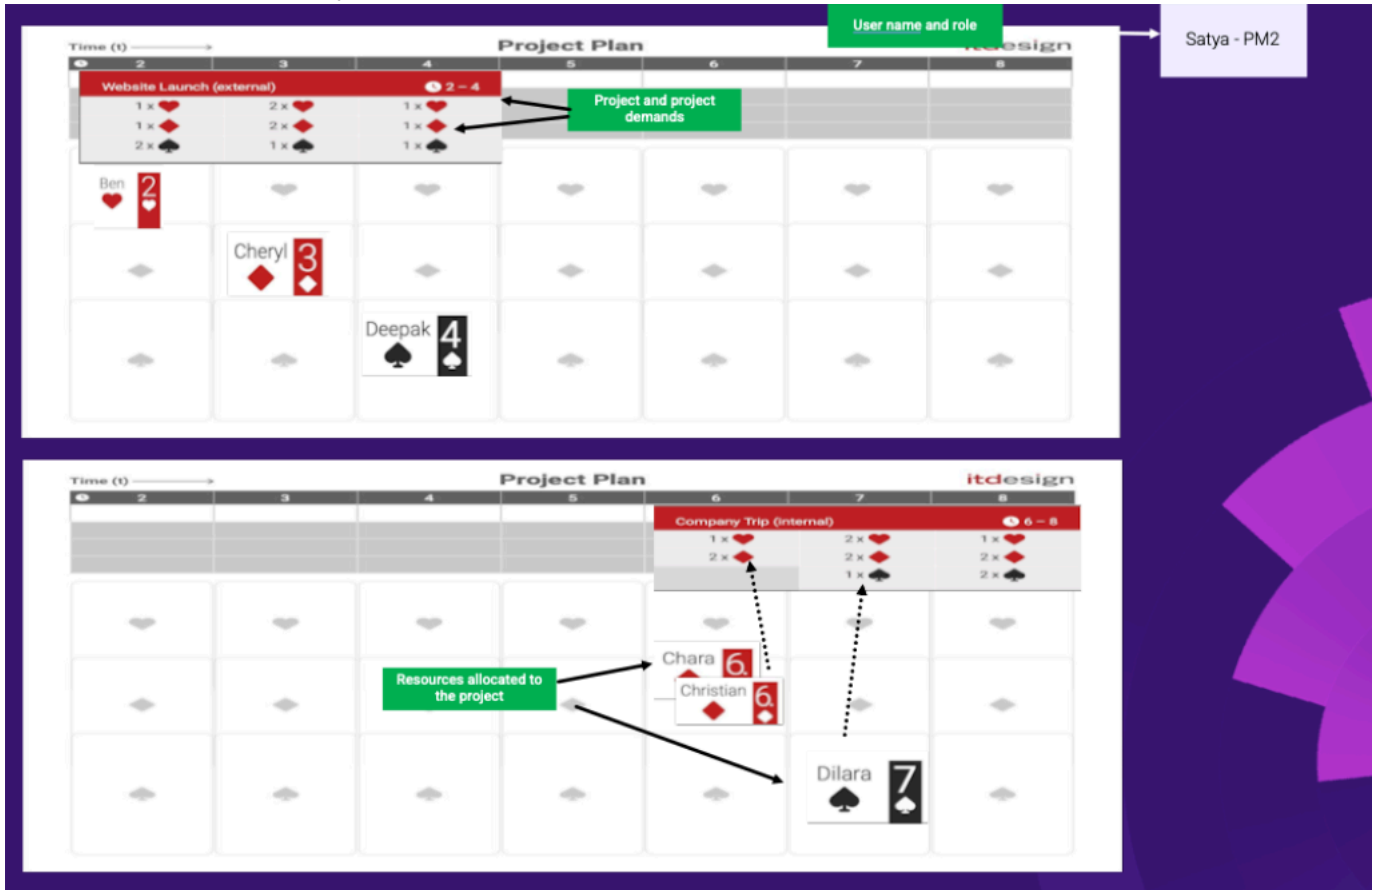 User name and role
Satya - PM2
Time (t)
Project Plan
itdesign
2 3 4 5 6 7 8
Website Launch (external) 2 – 4
1 x 2 x 1 x
1 x 2 x 1 x
2 x 1 x 1 x
Project and project
demands
Ben 2
Cheryl 3
Deepak 4
Time (t)
Project Plan
itdesign
2 3 4 5 6 7 8
Company Trip (internal) 6 – 8
1 x 2 x 1 x
2 x 2 x 2 x
1 x 2 x
Resources allocated to
the project
Chara 6.
Christian 6.
Dilara 7